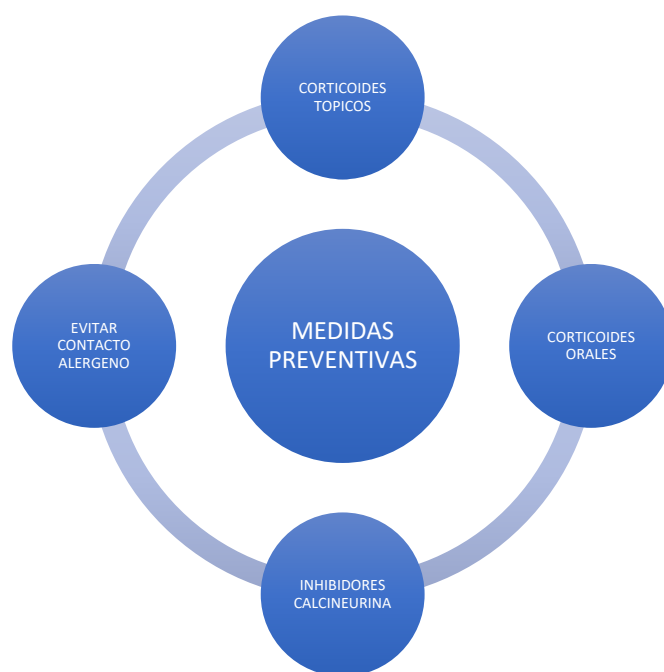 CORTICOIDES
TOPICOS
EVITAR
CONTACTO
ALERGENO
MEDIDAS
PREVENTIVAS
CORTICOIDES
ORALES
INHIBIDORES
CALCINEURINA